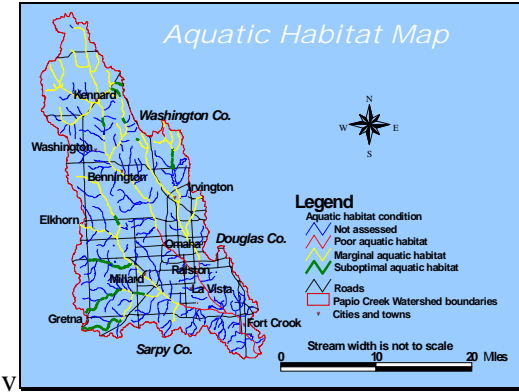 Aquatic Habitat Map
Kennard
Washington Co.
N
W E
S
Washington
Bennington
Irvington
Elkhorn
Omaha
Douglas Co.
Ralston
Millard
La Vista
Gretna
Fort Crook
Sarpy Co.
Legend
Aquatic habitat condition
Not assessed
Poor aquatic habitat
Marginal aquatic habitat
Suboptimal aquatic habitat
Roads
Papio Creek Watershed boundaries
Cities and towns
Stream width is not to scale
0 10 20 Miles
v